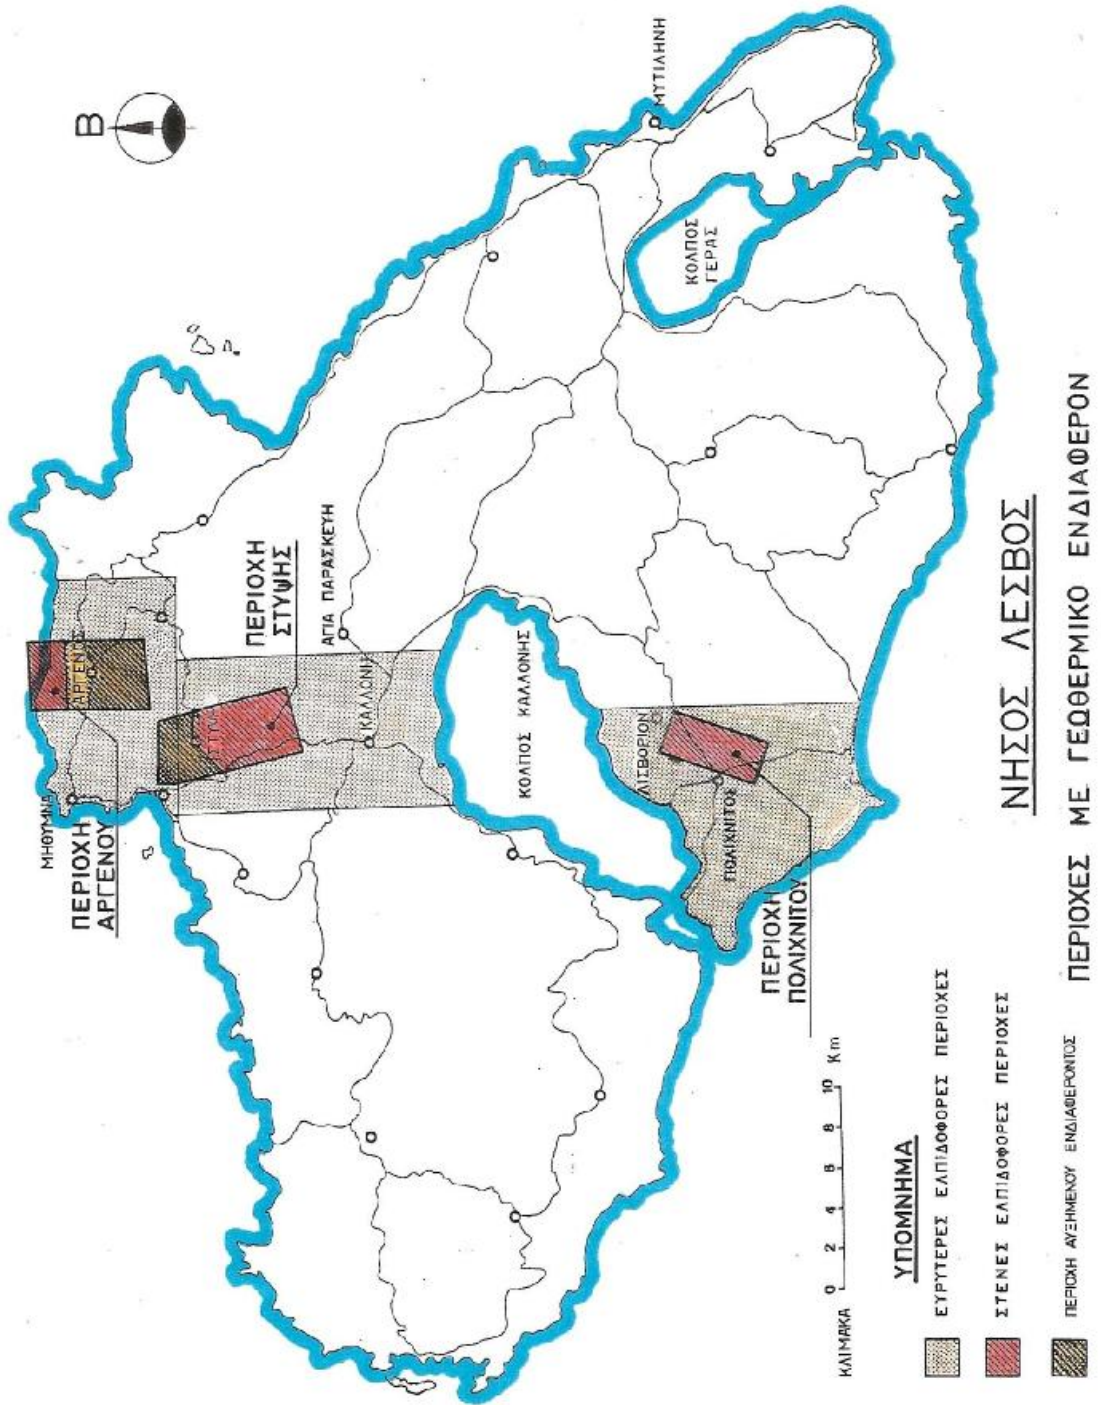 Β
ΜΥΤΙΛΗΝΗ
ΚΟΛΠΟΣ
ΓΕΡΑΣ
ΜΗΘΥΜΝΑ
ΑΡΓΕΝΟΣ
ΠΕΡΙΟΧΗ
ΑΡΓΕΝΟΥ
ΠΕΡΙΟΧΗ
ΣΤΥΨΗΣ
ΑΓΙΑ ΠΑΡΑΣΚΕΥΗ
ΚΑΛΛΟΝΗ
ΚΟΛΠΟΣ ΚΑΛΛΟΝΗΣ
ΛΙΣΒΟΡΙΟΝ
ΠΟΛΙΧΝΙΤΟΣ
ΠΕΡΙΟΧΗ
ΠΟΛΙΧΝΙΤΟΥ
ΚΛΙΜΑΚΑ 0 2 4 6 8 10 Km
ΥΠΟΜΝΗΜΑ
ΕΥΡΥΤΕΡΕΣ ΕΛΠΙΔΟΦΟΡΕΣ ΠΕΡΙΟΧΕΣ
ΣΤΕΝΕΣ ΕΛΠΙΔΟΦΟΡΕΣ ΠΕΡΙΟΧΕΣ
ΠΕΡΙΟΧΗ ΑΥΞΗΜΕΝΟΥ ΕΝΔΙΑΦΕΡΟΝΤΟΣ
ΝΗΣΟΣ ΛΕΣΒΟΣ
ΠΕΡΙΟΧΕΣ ΜΕ ΓΕΩΘΕΡΜΙΚΟ ΕΝΔΙΑΦΕΡΟΝ